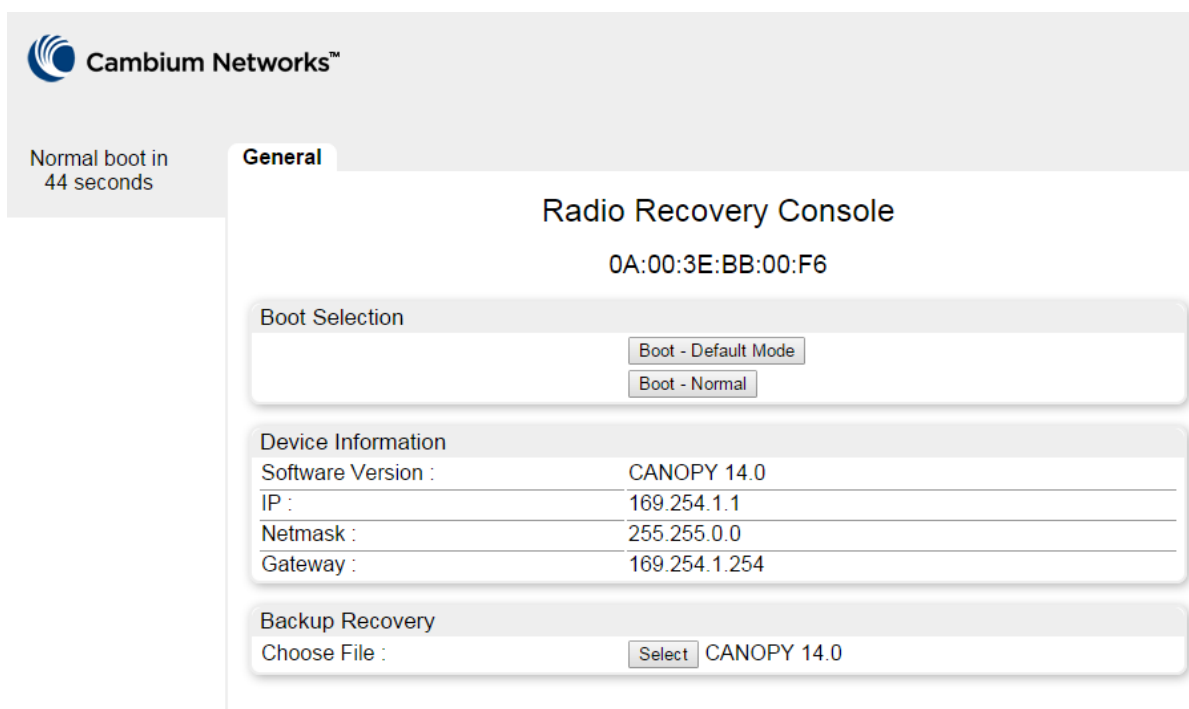 Cambium Networks™
Normal boot in
44 seconds
General
Radio Recovery Console
0A:00:3E:BB:00:F6
Boot Selection
Boot - Default Mode
Boot - Normal
Device Information
Software Version : CANOPY 14.0
IP : 169.254.1.1
Netmask : 255.255.0.0
Gateway : 169.254.1.254
Backup Recovery
Choose File : Select CANOPY 14.0